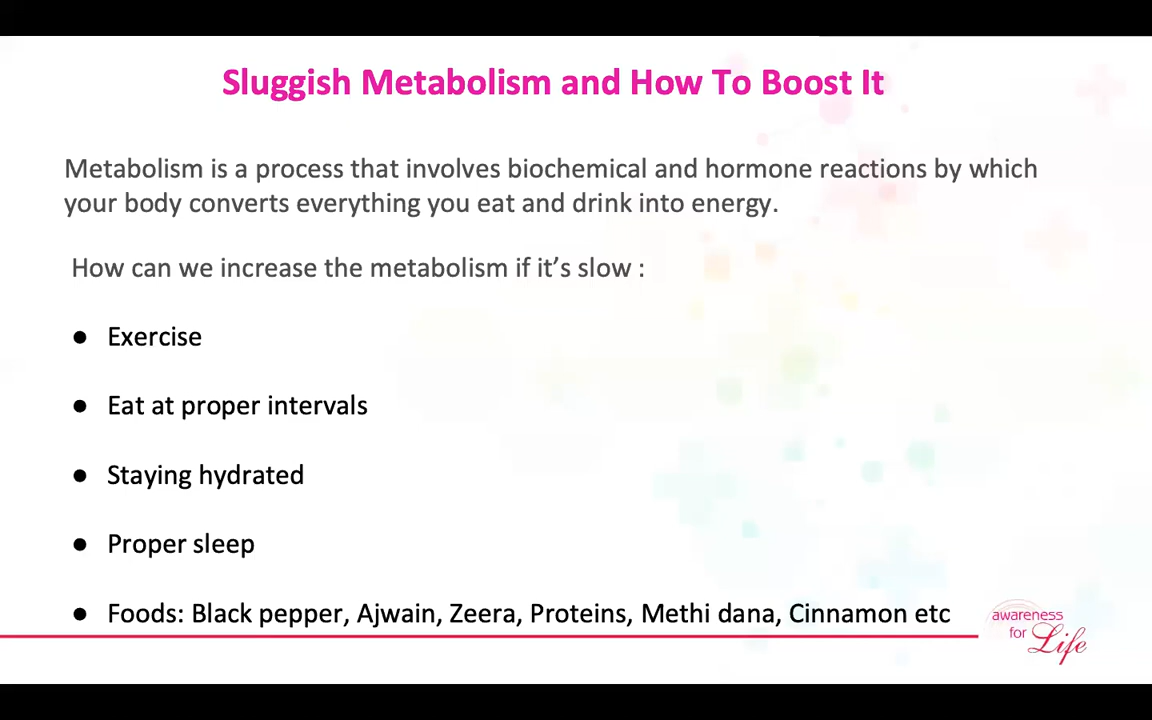 Sluggish Metabolism and How To Boost It
Metabolism is a process that involves biochemical and hormone reactions by which
your body converts everything you eat and drink into energy.
How can we increase the metabolism if it’s slow :
● Exercise
● Eat at proper intervals
● Staying hydrated
● Proper sleep
● Foods: Black pepper, Ajwain, Zeera, Proteins, Methi dana, Cinnamon etc
awareness
for Life